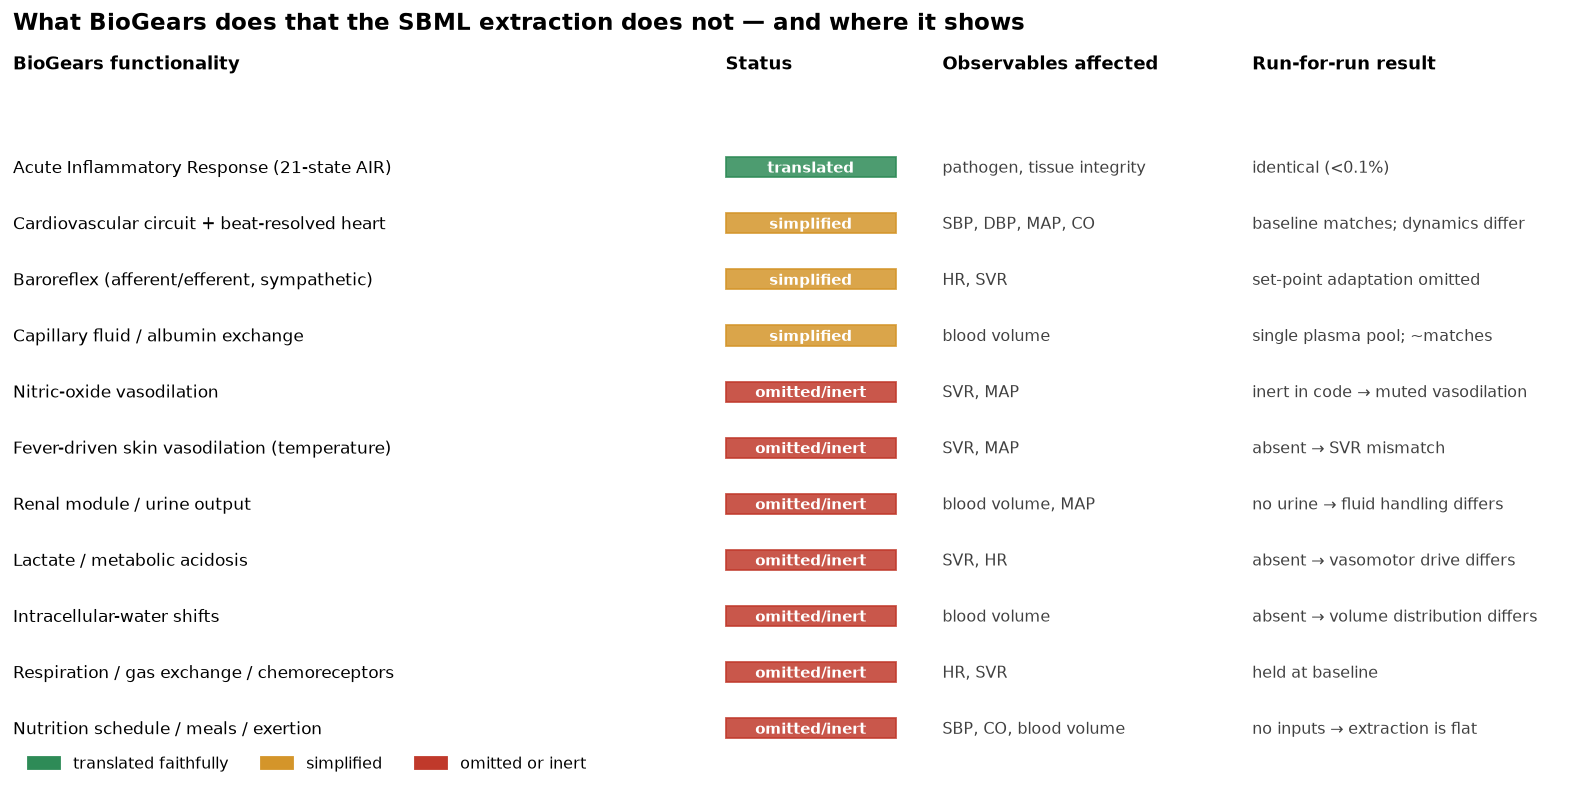 What BioGears does that the SBML extraction does not — and where it shows
BioGears functionality Status Observables affected Run-for-run result
Acute Inflammatory Response (21-state AIR) translated pathogen, tissue integrity identical (<0.1%)
Cardiovascular circuit + beat-resolved heart simplified SBP, DBP, MAP, CO baseline matches; dynamics differ
Baroreflex (afferent/efferent, sympathetic) simplified HR, SVR set-point adaptation omitted
Capillary fluid / albumin exchange simplified blood volume single plasma pool; ~matches
Nitric-oxide vasodilation omitted/inert SVR, MAP inert in code → muted vasodilation
Fever-driven skin vasodilation (temperature) omitted/inert SVR, MAP absent → SVR mismatch
Renal module / urine output omitted/inert blood volume, MAP no urine → fluid handling differs
Lactate / metabolic acidosis omitted/inert SVR, HR absent → vasomotor drive differs
Intracellular-water shifts omitted/inert blood volume absent → volume distribution differs
Respiration / gas exchange / chemoreceptors omitted/inert HR, SVR held at baseline
Nutrition schedule / meals / exertion omitted/inert SBP, CO, blood volume no inputs → extraction is flat
translated faithfully simplified omitted or inert